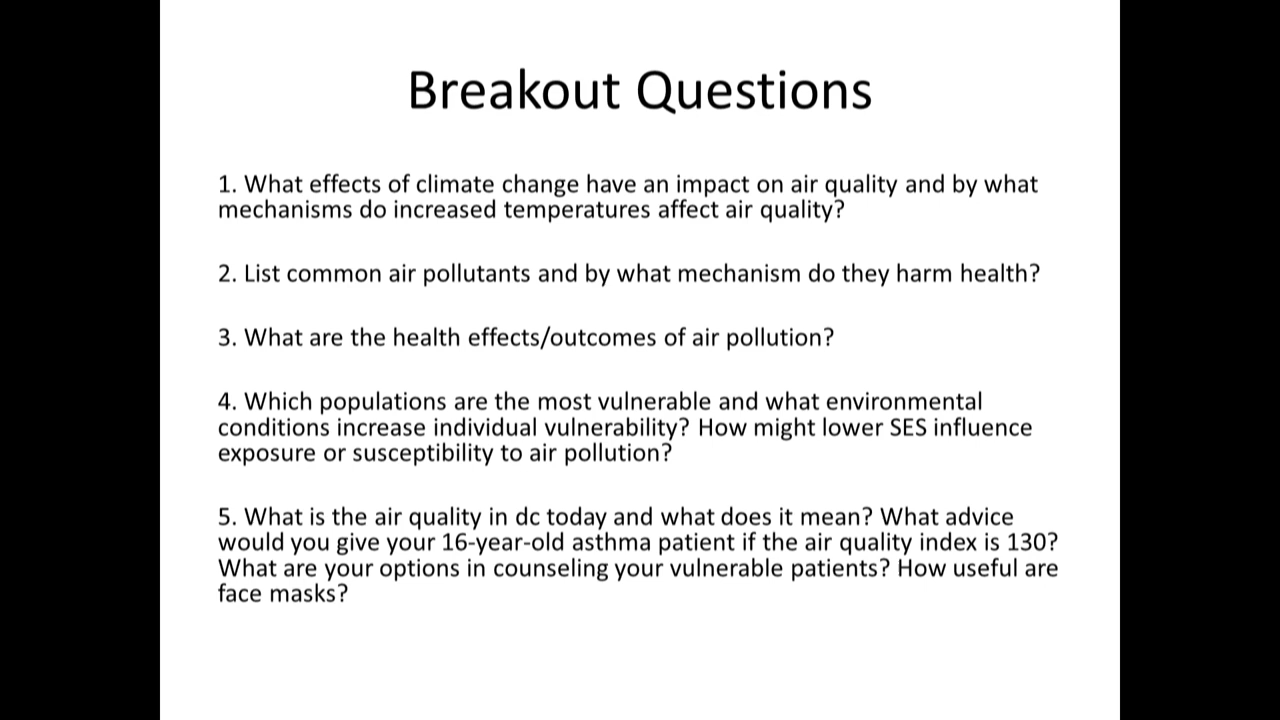 Breakout Questions
1. What effects of climate change have an impact on air quality and by what
mechanisms do increased temperatures affect air quality?
2. List common air pollutants and by what mechanism do they harm health?
3. What are the health effects/outcomes of air pollution?
4. Which populations are the most vulnerable and what environmental
conditions increase individual vulnerability? How might lower SES influence
exposure or susceptibility to air pollution?
5. What is the air quality in dc today and what does it mean? What advice
would you give your 16-year-old asthma patient if the air quality index is 130?
What are your options in counseling your vulnerable patients? How useful are
face masks?